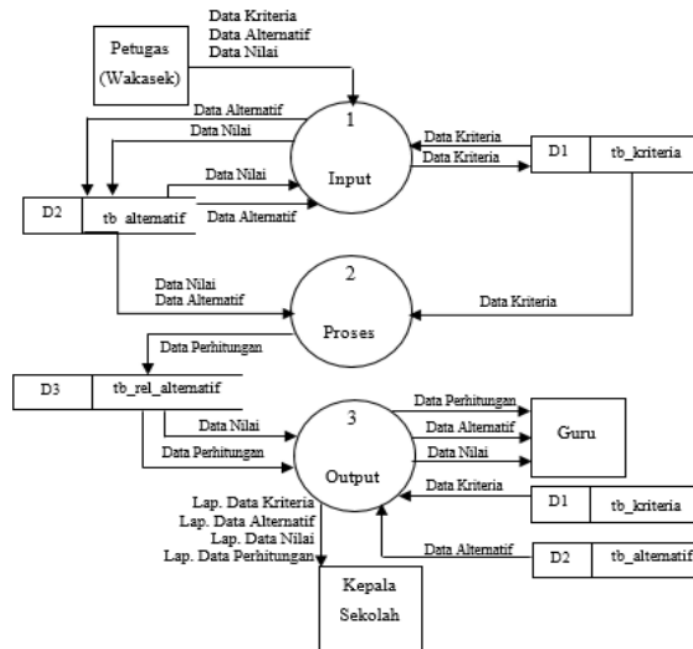 Data Kriteria
Data Alternatif
Data Nilai
Petugas
(Wakasek)
Data Alternatif
Data Nilai
1
Input
Data Kriteria
Data Kriteria
D1
tb_kriteria
Data Nilai
Data Alternatif
D2
tb_alternatif
Data Nilai
Data Alternatif
2
Proses
Data Kriteria
Data Perhitungan
D3
tb_rel_alternatif
Data Nilai
Data Perhitungan
3
Output
Data Perhitungan
Data Alternatif
Data Nilai
Guru
Data Kriteria
D1
tb_kriteria
Lap. Data Kriteria
Lap. Data Alternatif
Lap. Data Nilai
Lap. Data Perhitungan
Data Alternatif
D2
tb_alternatif
Kepala
Sekolah